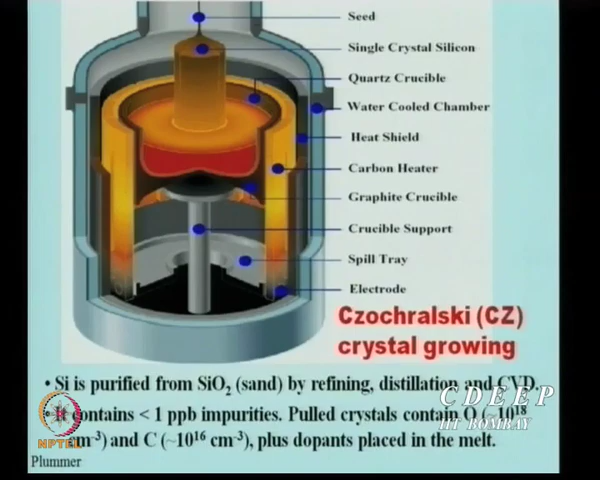 Seed
Single Crystal Silicon
Quartz Crucible
Water Cooled Chamber
Heat Shield
Carbon Heater
Graphite Crucible
Crucible Support
Spill Tray
Electrode
Czochralski (CZ)
crystal growing
• Si is purified from SiO₂ (sand) by refining, distillation and CVD.
• It contains < 1 ppb impurities. Pulled crystals contain O (~10¹⁸
cm⁻³) and C (~10¹⁶ cm⁻³), plus dopants placed in the melt.
CDEEP
IIT BOMBAY
NPTEL
Plummer